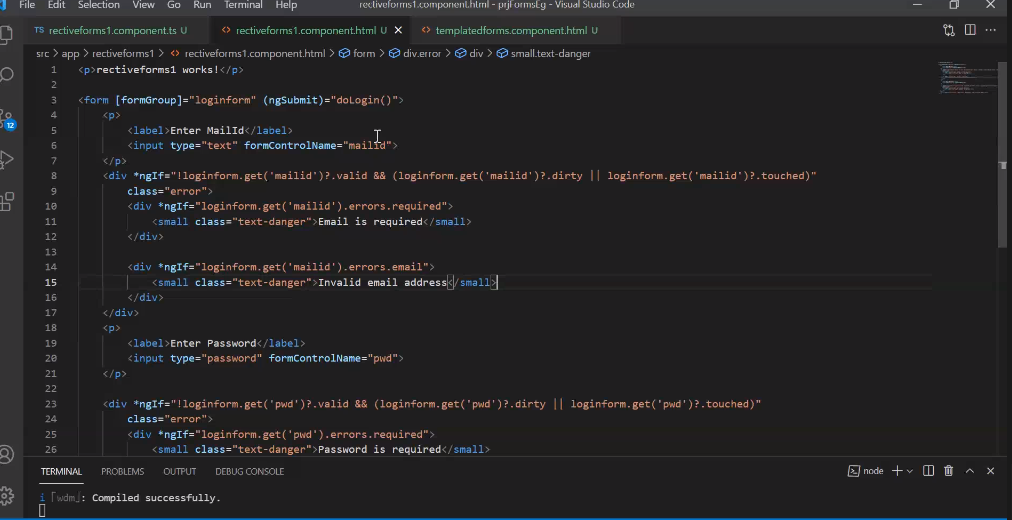 File Edit Selection View Go Run Terminal Help rectiveforms1.component.html - prjFormsEg - Visual Studio Code
TS rectiveforms1.component.ts U <> rectiveforms1.component.html U × <> templatedforms.component.html U
src > app > rectiveforms1 > <> rectiveforms1.component.html > form > div.error > div > small.text-danger
1 <p>rectiveforms1 works!</p>
2
3 <form [formGroup]="loginform" (ngSubmit)="doLogin()">
4 <p>
5 <label>Enter MailId</label>
6 <input type="text" formControlName="mailid">
7 </p>
8 <div *ngIf="!loginform.get('mailid')?.valid && (loginform.get('mailid')?.dirty || loginform.get('mailid')?.touched)"
9 class="error">
10 <div *ngIf="loginform.get('mailid').errors.required">
11 <small class="text-danger">Email is required</small>
12 </div>
13
14 <div *ngIf="loginform.get('mailid').errors.email">
15 <small class="text-danger">Invalid email address</small>
16 </div>
17 </div>
18 <p>
19 <label>Enter Password</label>
20 <input type="password" formControlName="pwd">
21 </p>
22
23 <div *ngIf="!loginform.get('pwd')?.valid && (loginform.get('pwd')?.dirty || loginform.get('pwd')?.touched)"
24 class="error">
25 <div *ngIf="loginform.get('pwd').errors.required">
26 <small class="text-danger">Password is required</small>
12
TERMINAL PROBLEMS OUTPUT DEBUG CONSOLE node
i ｢wdm｣: Compiled successfully.